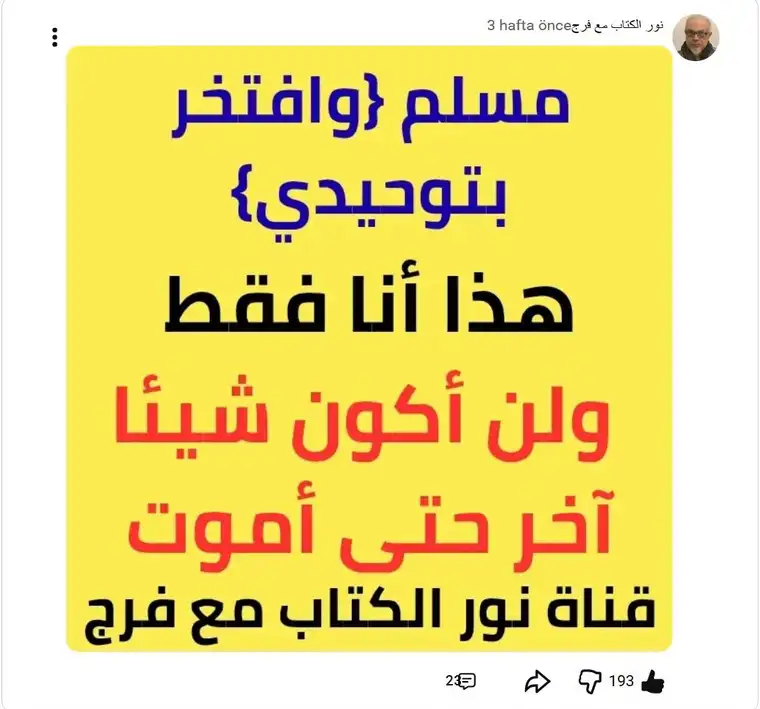 نور الكتاب مع فرج 3 hafta önce
مسلم {وافتخر
بتوحيدي}
هذا أنا فقط
ولن أكون شيئا
آخر حتى أموت
قناة نور الكتاب مع فرج
193
23